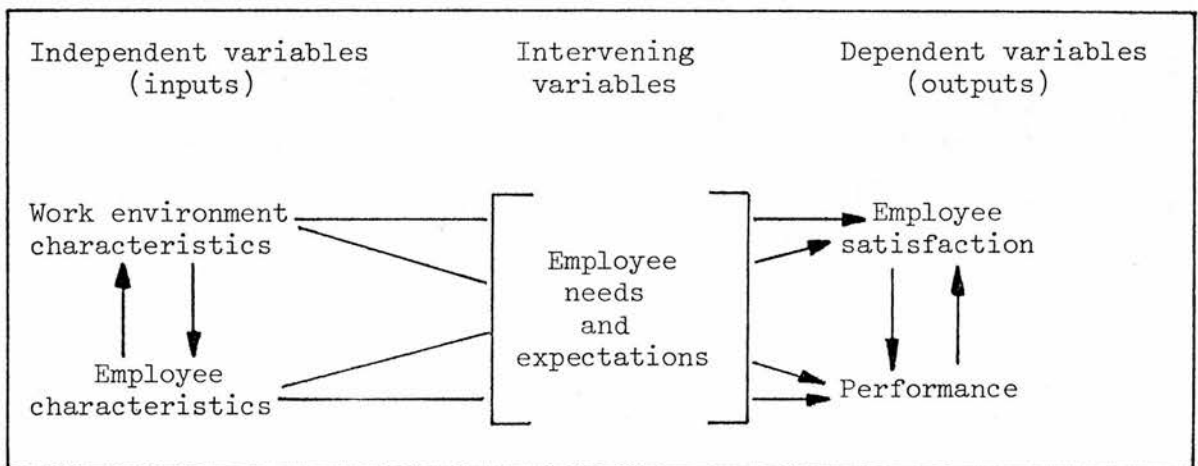 Independent variables
(inputs)
Intervening
variables
Dependent variables
(outputs)
Work environment
characteristics
Employee
characteristics
Employee
needs
and
expectations
Employee
satisfaction
Performance